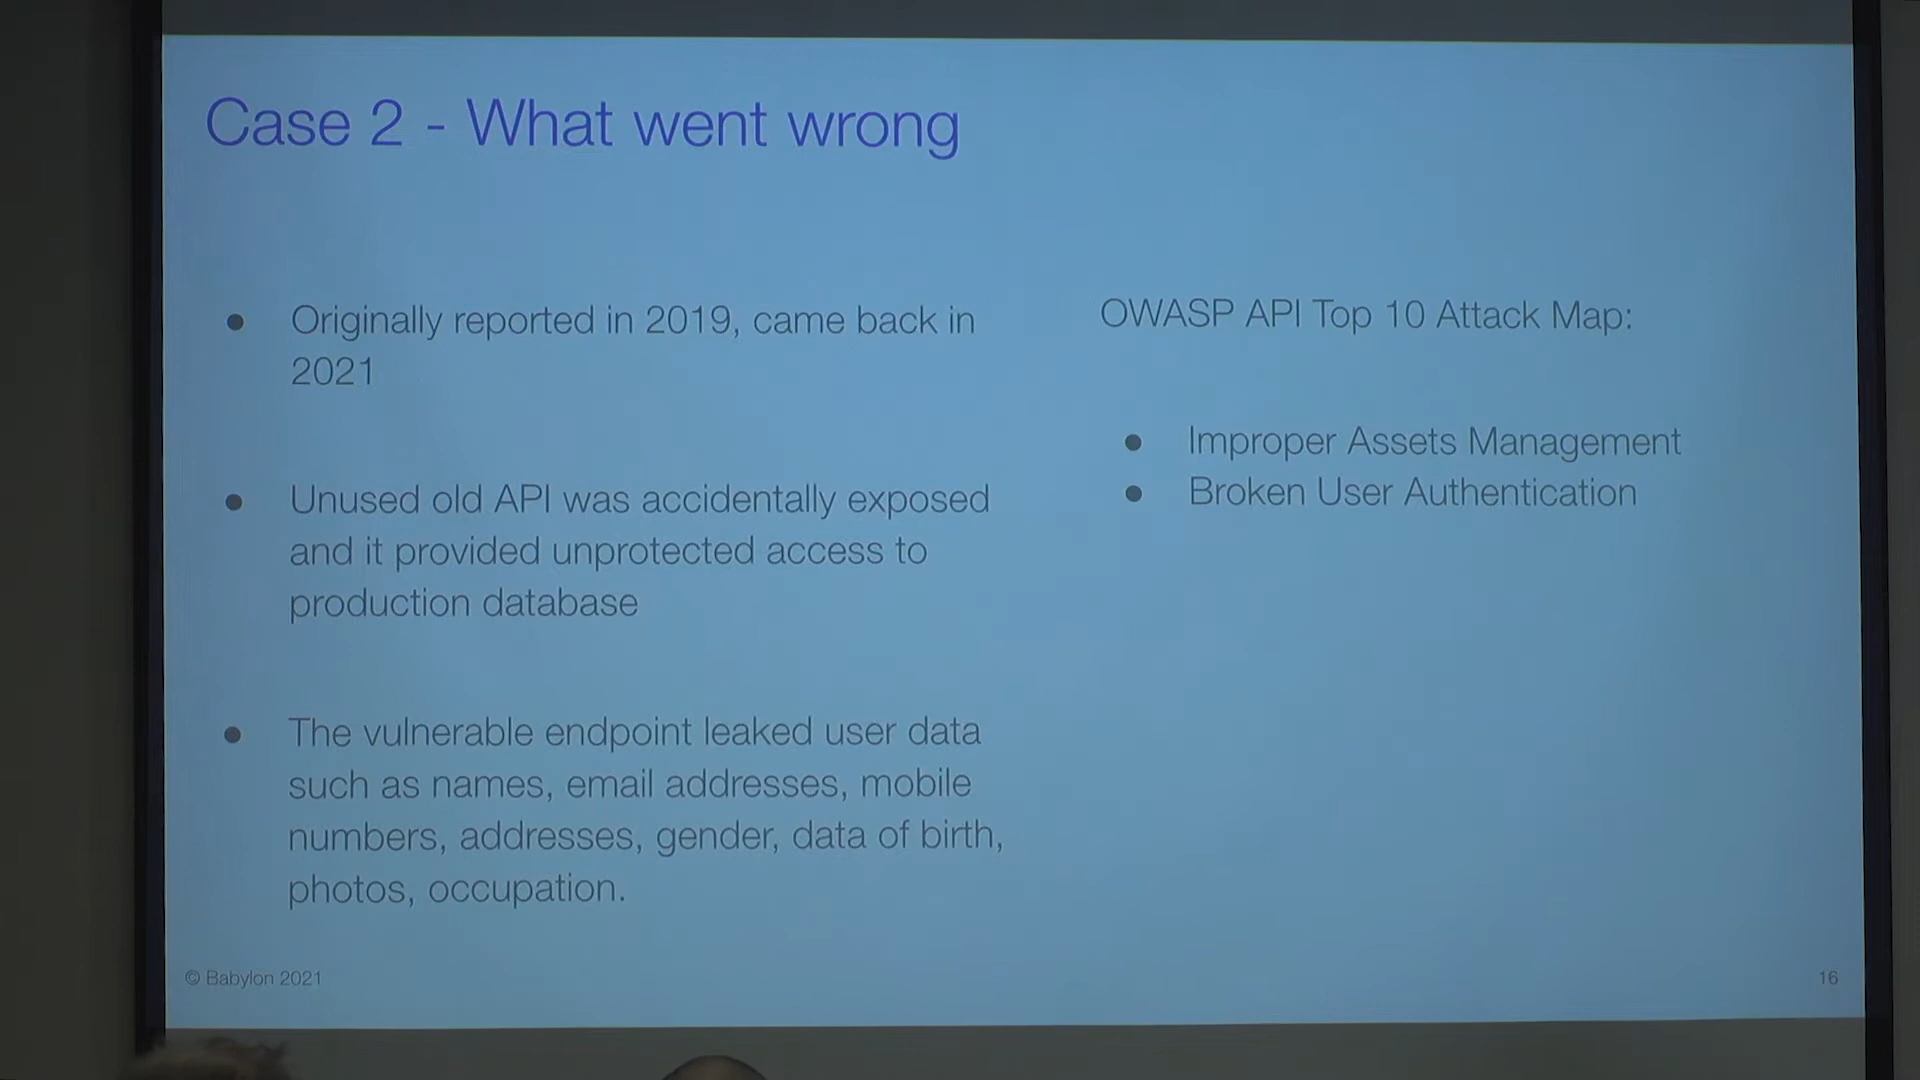 Case 2 - What went wrong
● Originally reported in 2019, came back in
2021
● Unused old API was accidentally exposed
and it provided unprotected access to
production database
● The vulnerable endpoint leaked user data
such as names, email addresses, mobile
numbers, addresses, gender, data of birth,
photos, occupation.
OWASP API Top 10 Attack Map:
● Improper Assets Management
● Broken User Authentication
© Babylon 2021
16